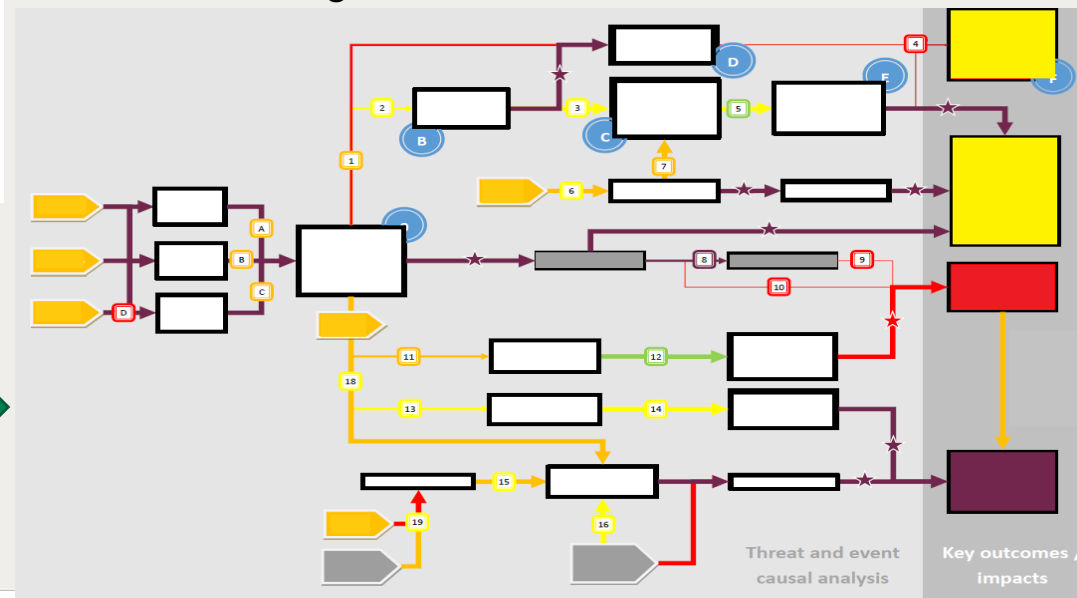 4
D
E
F
2
3
5
B
C
1
7
6
A
B
8
9
C
10
D
11
12
18
13
14
15
19
16
Threat and event
causal analysis
Key outcomes /
impacts